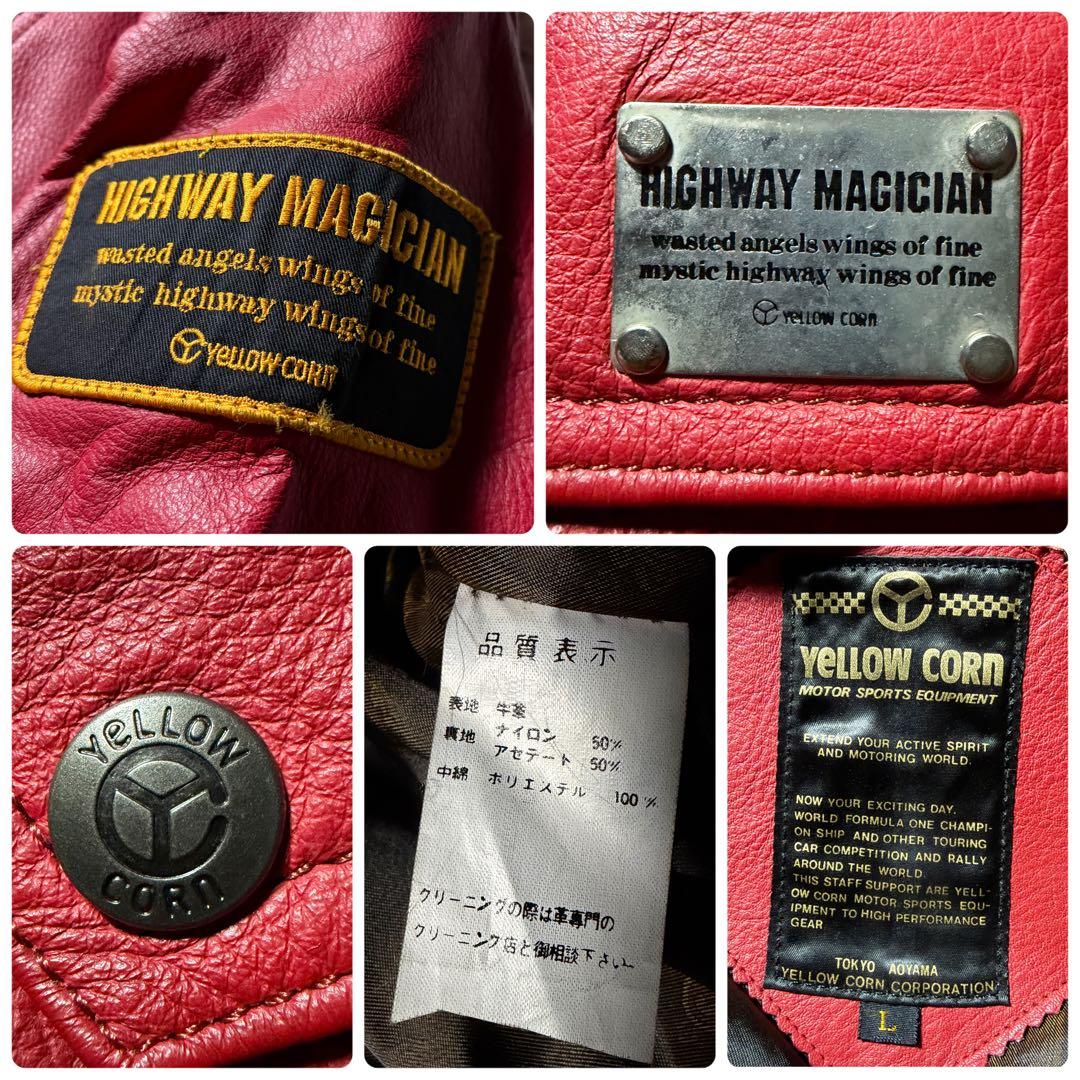 HIGHWAY MAGICIAN
wasted angels wings of fine
mystic highway wings of fine
YeLLOW CORn
HIGHWAY MAGICIAN
wasted angels wings of fine
mystic highway wings of fine
YeLLOW CORn
YeLLOW
CORn
品質表示
表地 牛革
裏地 ナイロン 50%
アセテート 50%
中綿 ポリエステル 100%
クリーニングの際は革専門の
クリーニング店と御相談下さい
YeLLOW CORn
MOTOR SPORTS EQUIPMENT
EXTEND YOUR ACTIVE SPIRIT
AND MOTORING WORLD.
NOW YOUR EXCITING DAY.
WORLD FORMULA ONE CHAMPI-
ON SHIP AND OTHER TOURING
CAR COMPETITION AND RALLY
AROUND THE WORLD
THIS STAFF SUPPORT ARE YELL-
OW CORN MOTOR SPORTS EQU-
IPMENT TO HIGH PERFORMANCE
GEAR
TOKYO AOYAMA
YELLOW CORN CORPORATION
L